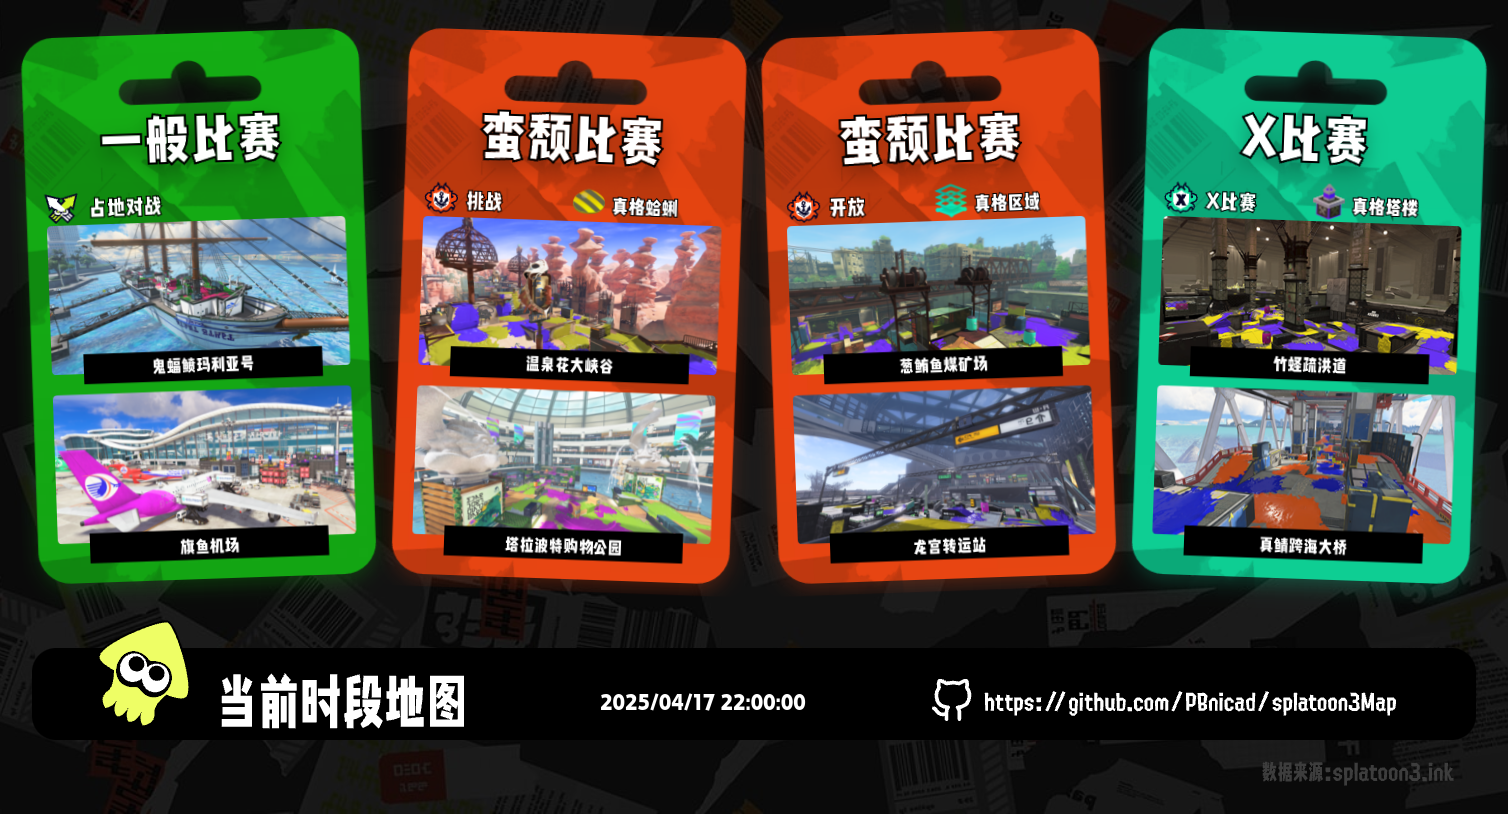 一般比赛
占地对战
鬼蝠鲼玛利亚号
旗鱼机场
蛮颓比赛
挑战
真格蛤蜊
温泉花大峡谷
塔拉波特购物公园
蛮颓比赛
开放
真格区域
葱鲔鱼煤矿场
龙宫转运站
X比赛
X比赛
真格塔楼
竹蛏疏洪道
真鲭跨海大桥
当前时段地图
2025/04/17 22:00:00
https://github.com/PBnicad/splatoon3Map
数据来源:splatoon3.ink